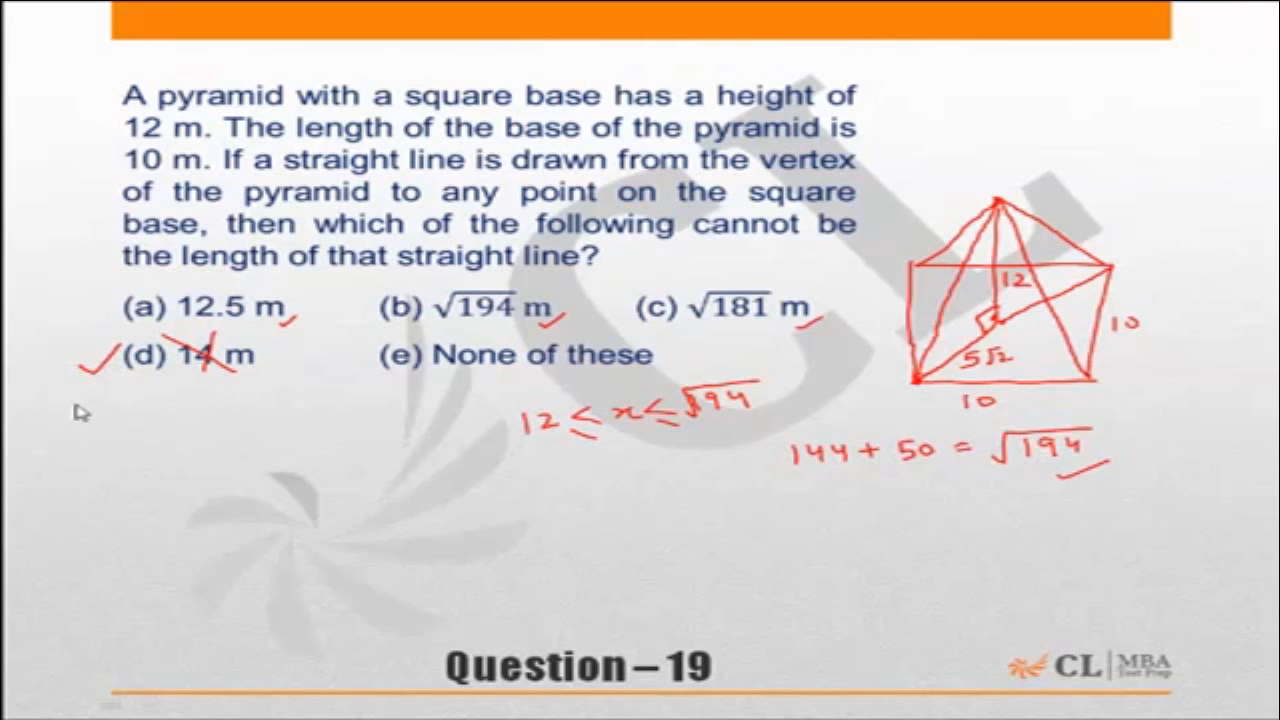 A pyramid with a square base has a height of
12 m. The length of the base of the pyramid is
10 m. If a straight line is drawn from the vertex
of the pyramid to any point on the square
base, then which of the following cannot be
the length of that straight line?
(a) 12.5 m (b) √194 m (c) √181 m
(d) 14 m (e) None of these
12
10
5√2
10
12 ≤ x ≤ √194
144 + 50 = √194
CL
Question – 19
CL MBA
Test Prep